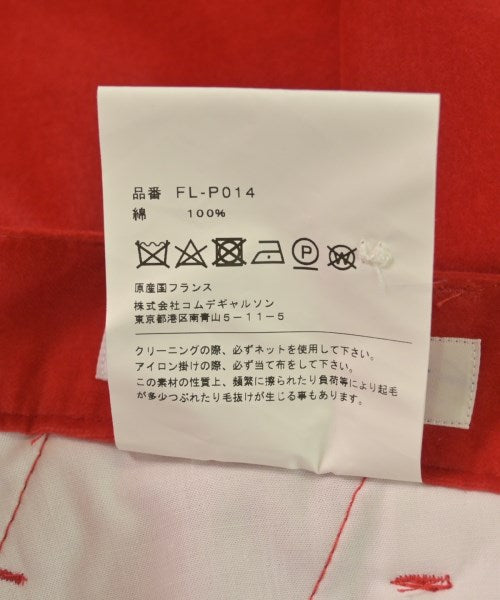 品番 FL-P014
綿 100%
P W
原産国フランス
株式会社コムデギャルソン
東京都港区南青山5-11-5
クリーニングの際、必ずネットを使用して下さい。
アイロン掛けの際、必ず当て布をして下さい。
この素材の性質上、頻繁に擦られたり負荷等により起毛
が多少つぶれたり毛抜けが生じる事もあります。